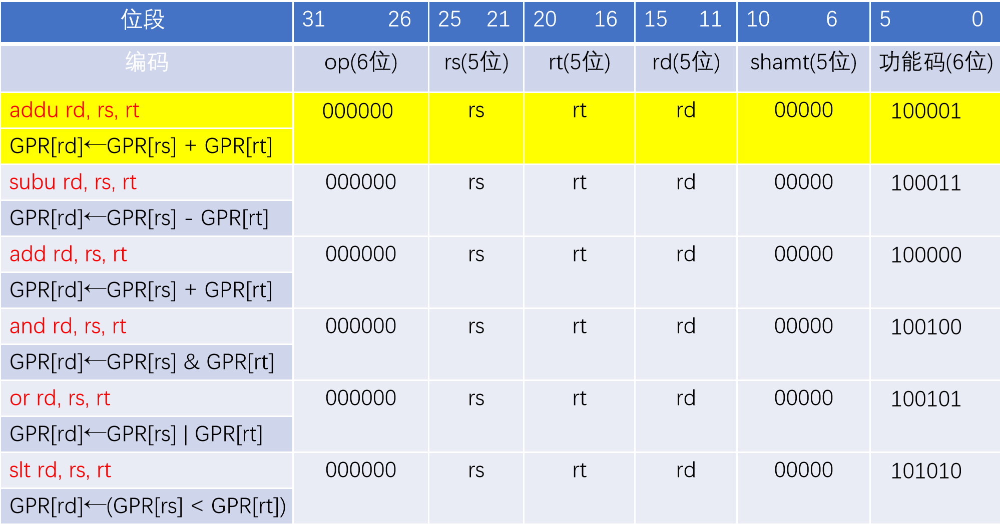 位段 31 26 25 21 20 16 15 11 10 6 5 0
编码 op(6位) rs(5位) rt(5位) rd(5位) shamt(5位) 功能码(6位)
addu rd, rs, rt 000000 rs rt rd 00000 100001
GPR[rd]←GPR[rs] + GPR[rt]
subu rd, rs, rt 000000 rs rt rd 00000 100011
GPR[rd]←GPR[rs] - GPR[rt]
add rd, rs, rt 000000 rs rt rd 00000 100000
GPR[rd]←GPR[rs] + GPR[rt]
and rd, rs, rt 000000 rs rt rd 00000 100100
GPR[rd]←GPR[rs] & GPR[rt]
or rd, rs, rt 000000 rs rt rd 00000 100101
GPR[rd]←GPR[rs] | GPR[rt]
slt rd, rs, rt 000000 rs rt rd 00000 101010
GPR[rd]←(GPR[rs] < GPR[rt])